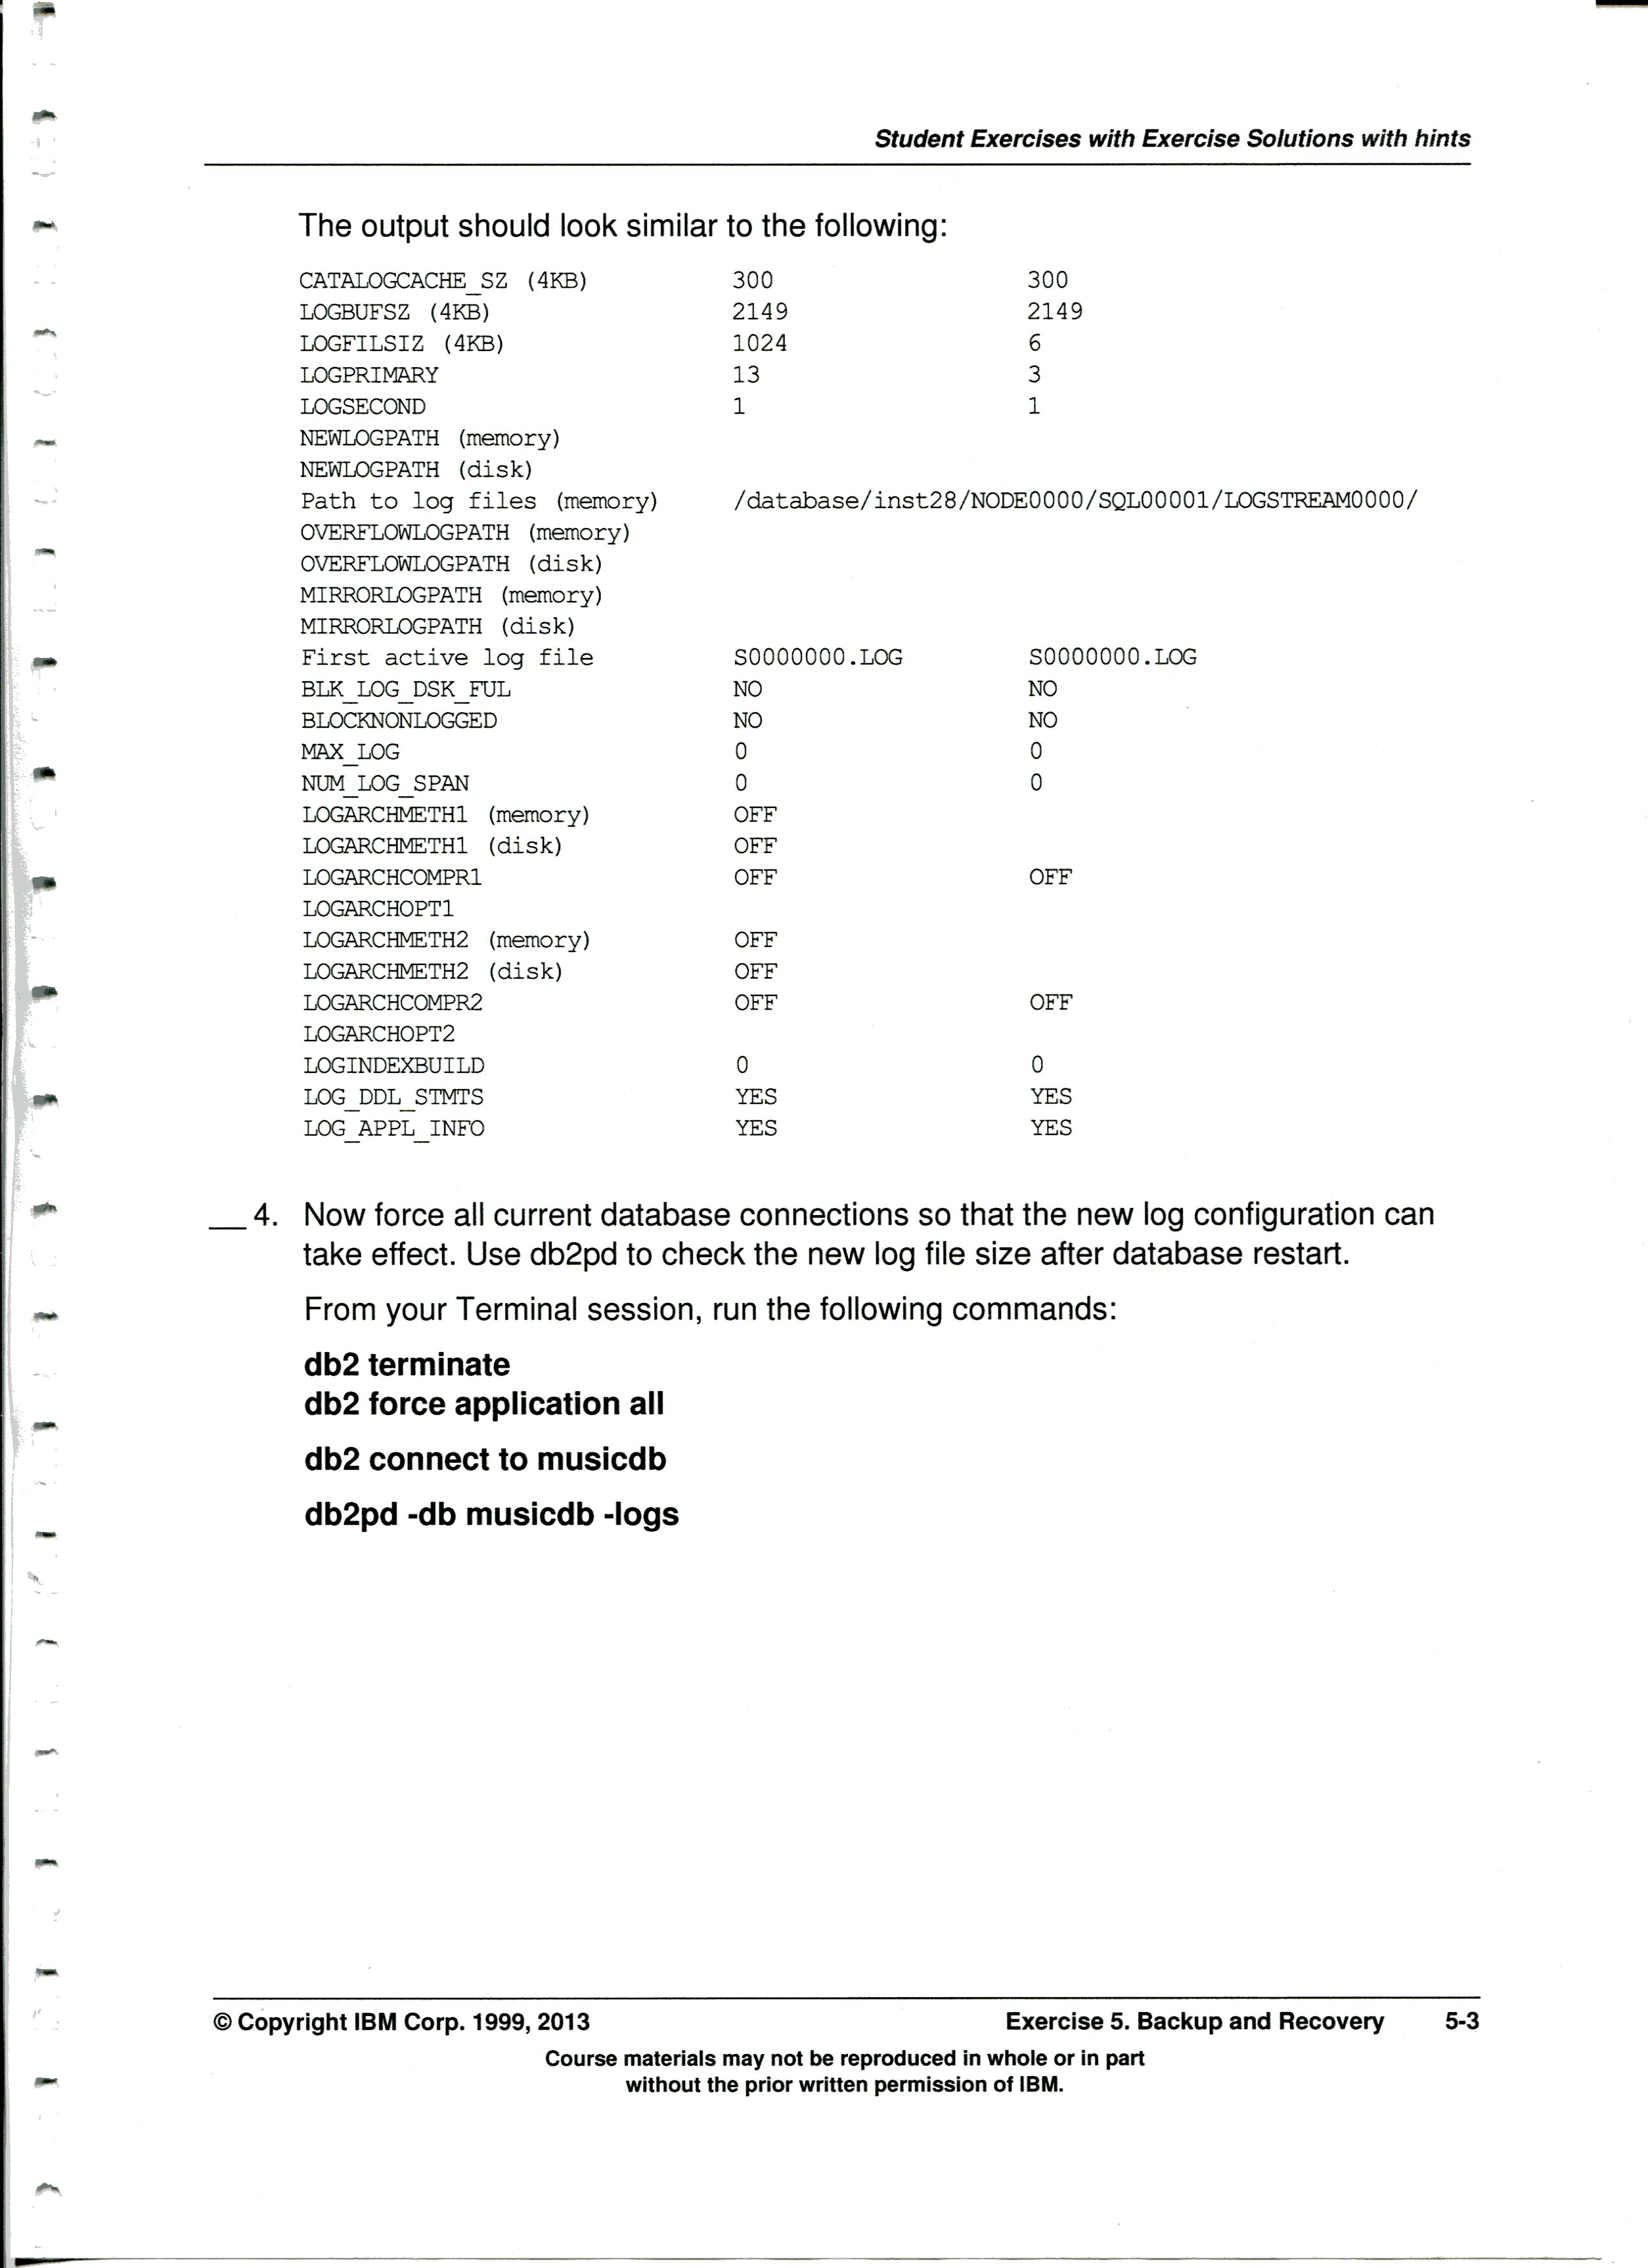 Student Exercises with Exercise Solutions with hints
The output should look similar to the following:
CATALOGCACHE_SZ (4KB) 300 300
LOGBUFSZ (4KB) 2149 2149
LOGFILSIZ (4KB) 1024 6
LOGPRIMARY 13 3
LOGSECOND 1 1
NEWLOGPATH (memory)
NEWLOGPATH (disk)
Path to log files (memory) /database/inst28/NODE0000/SQL00001/LOGSTREAM0000/
OVERFLOWLOGPATH (memory)
OVERFLOWLOGPATH (disk)
MIRRORLOGPATH (memory)
MIRRORLOGPATH (disk)
First active log file S0000000.LOG S0000000.LOG
BLK_LOG_DSK_FUL NO NO
BLOCKNONLOGGED NO NO
MAX_LOG 0 0
NUM_LOG_SPAN 0 0
LOGARCHMETH1 (memory) OFF
LOGARCHMETH1 (disk) OFF
LOGARCHCOMPR1 OFF OFF
LOGARCHOPT1
LOGARCHMETH2 (memory) OFF
LOGARCHMETH2 (disk) OFF
LOGARCHCOMPR2 OFF OFF
LOGARCHOPT2
LOGINDEXBUILD 0 0
LOG_DDL_STMTS YES YES
LOG_APPL_INFO YES YES
__ 4. Now force all current database connections so that the new log configuration can
take effect. Use db2pd to check the new log file size after database restart.
From your Terminal session, run the following commands:
db2 terminate
db2 force application all
db2 connect to musicdb
db2pd -db musicdb -logs
© Copyright IBM Corp. 1999, 2013 Exercise 5. Backup and Recovery 5-3
Course materials may not be reproduced in whole or in part
without the prior written permission of IBM.